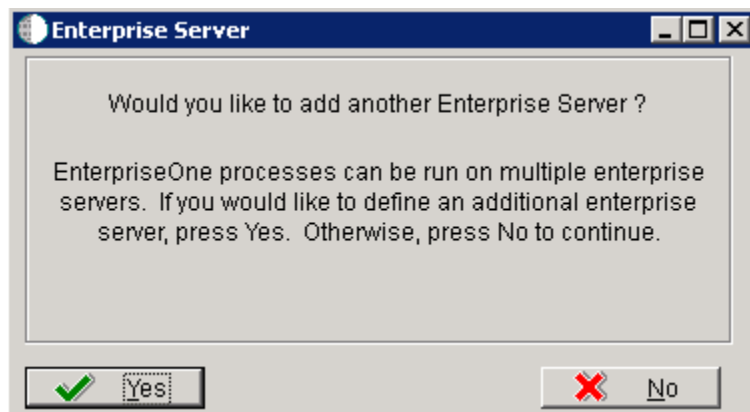 Enterprise Server
Would you like to add another Enterprise Server ?
EnterpriseOne processes can be run on multiple enterprise
servers. If you would like to define an additional enterprise
server, press Yes. Otherwise, press No to continue.
Yes
No